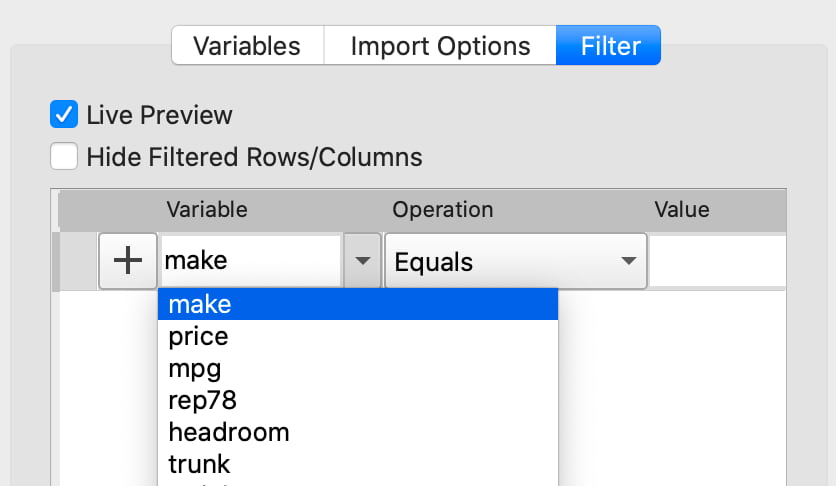 Variables Import Options Filter
Live Preview
Hide Filtered Rows/Columns
Variable Operation Value
make Equals
make
price
mpg
rep78
headroom
trunk